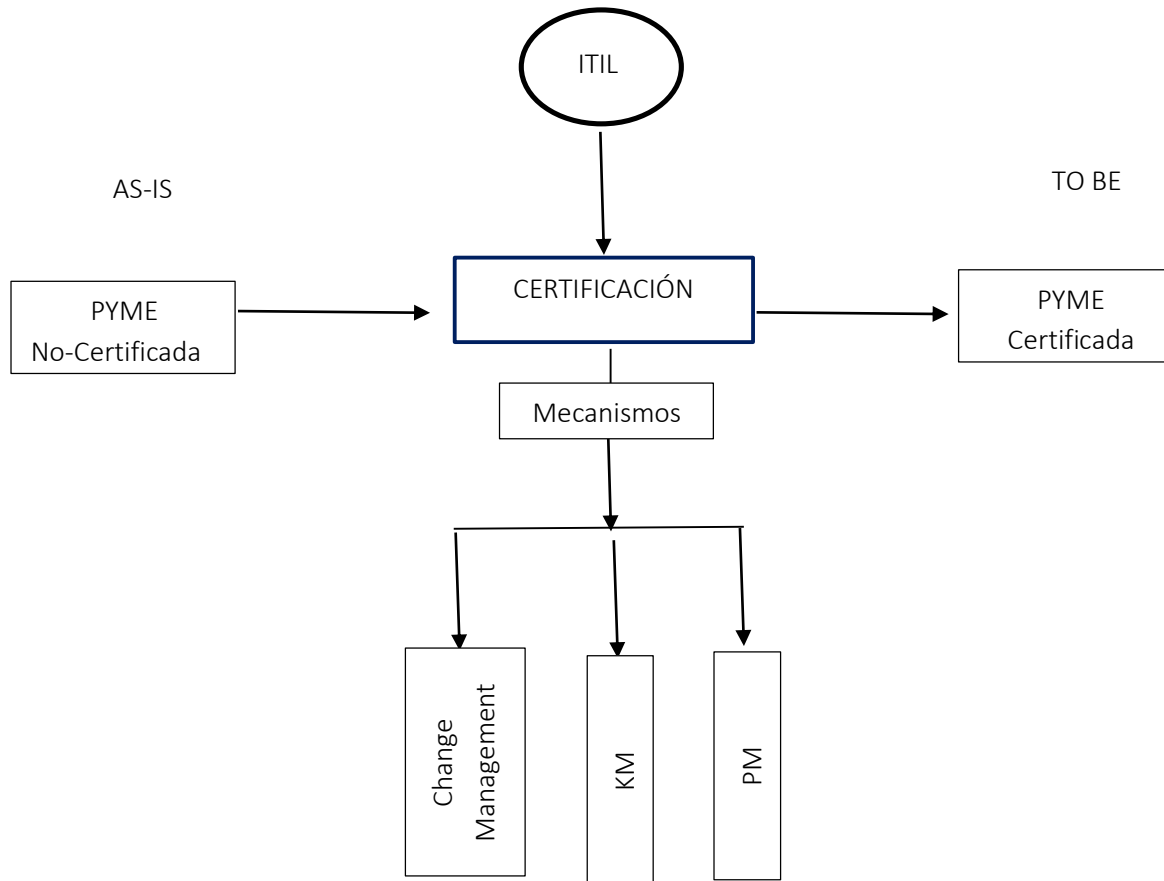 ITIL
AS-IS
TO BE
CERTIFICACIÓN
PYME
No-Certificada
PYME
Certificada
Mecanismos
Change
Management
KM
PM